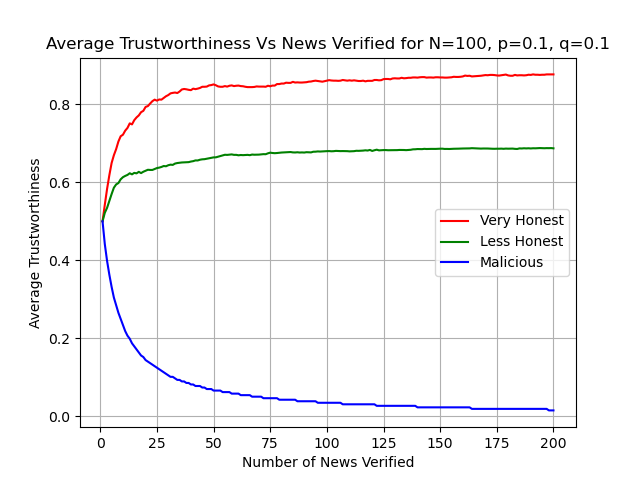 Average Trustworthiness Vs News Verified for N=100, p=0.1, q=0.1
Average Trustworthiness
0.8
0.6
0.4
0.2
0.0
Very Honest
Less Honest
Malicious
0 25 50 75 100 125 150 175 200
Number of News Verified